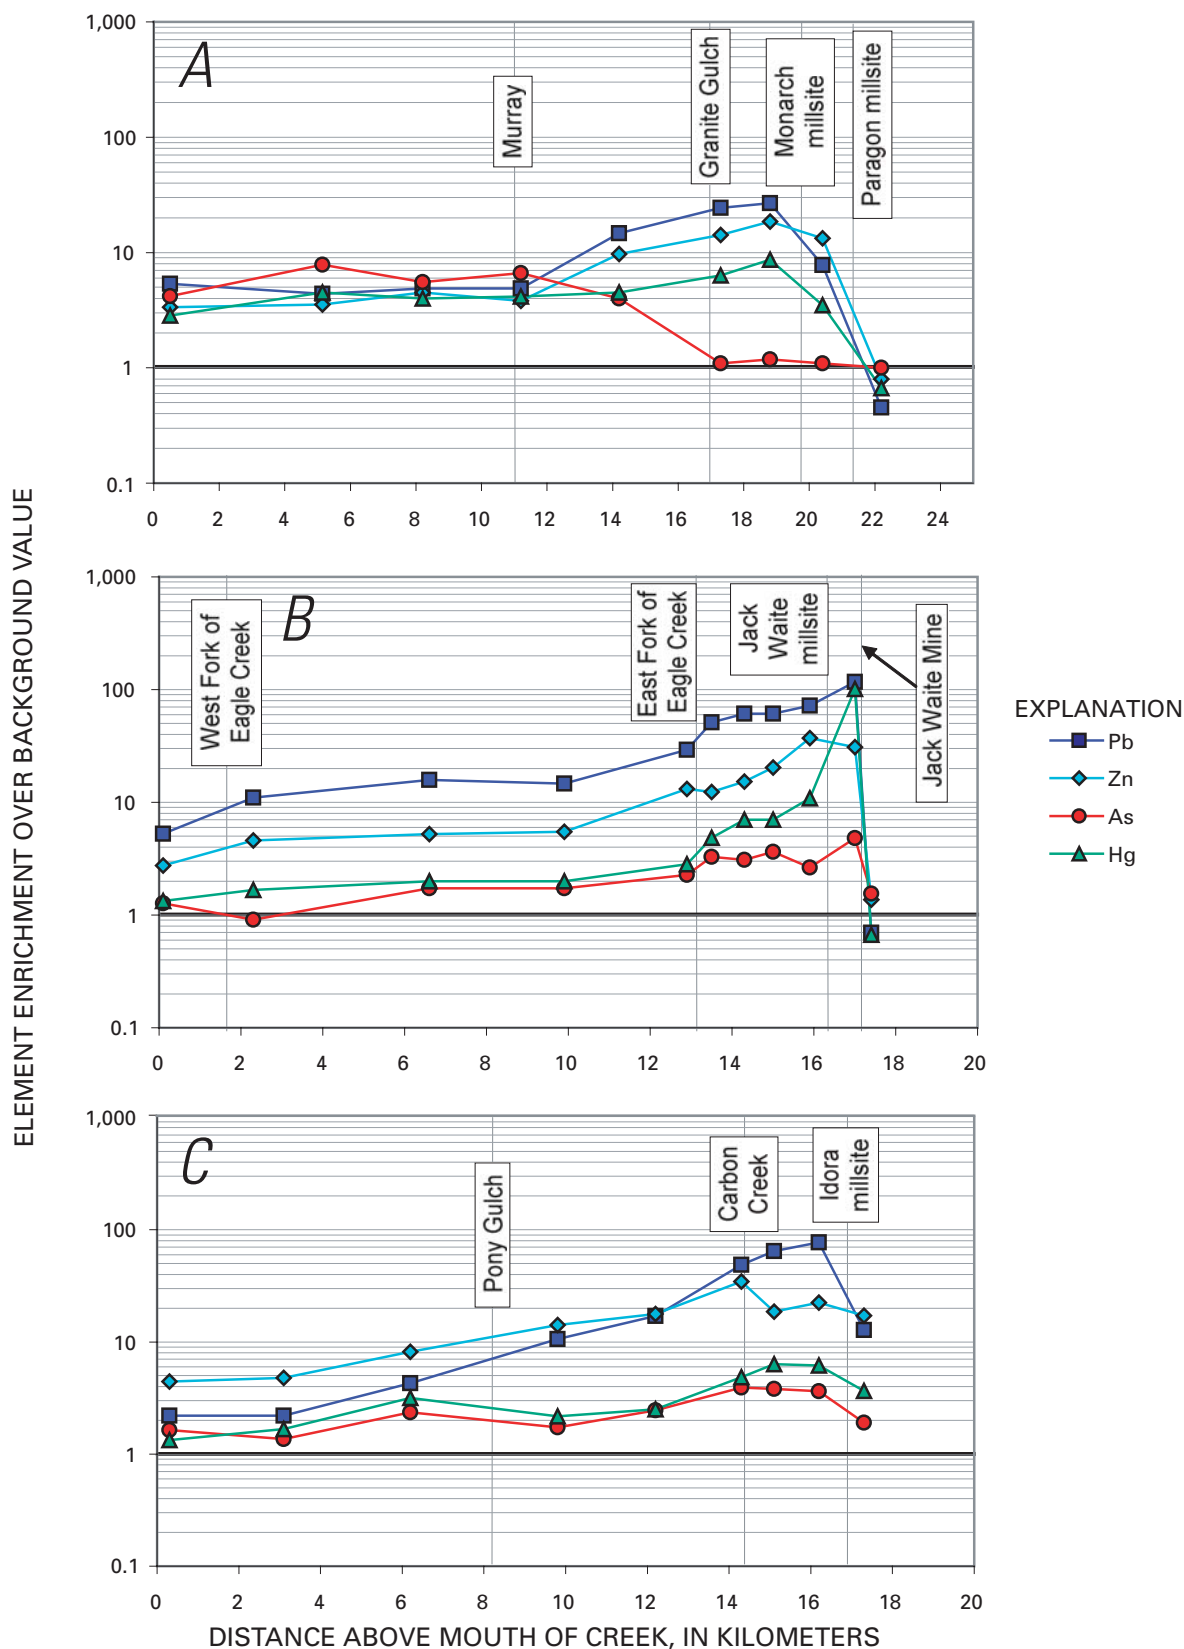 ELEMENT ENRICHMENT OVER BACKGROUND VALUE
A
1,000
100
10
1
0.1
Murray
Granite Gulch
Monarch
millsite
Paragon millsite
0 2 4 6 8 10 12 14 16 18 20 22 24
B
1,000
100
10
1
0.1
West Fork of
Eagle Creek
East Fork of
Eagle Creek
Jack
Waite
millsite
Jack Waite Mine
0 2 4 6 8 10 12 14 16 18 20
EXPLANATION
Pb
Zn
As
Hg
C
1,000
100
10
1
0.1
Pony Gulch
Carbon
Creek
Idora
millsite
0 2 4 6 8 10 12 14 16 18 20
DISTANCE ABOVE MOUTH OF CREEK, IN KILOMETERS